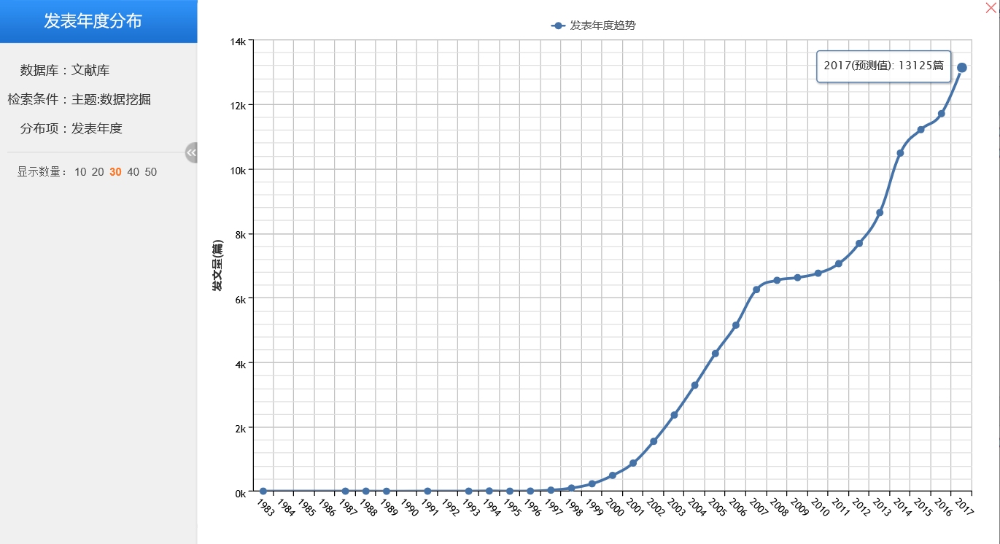 发表年度分布
数据库：文献库
检索条件：主题:数据挖掘
分布项：发表年度
显示数量： 10 20 30 40 50
发表年度趋势
2017(预测值): 13125篇
发文量(篇)
14k
12k
10k
8k
6k
4k
2k
0k
1983 1984 1985 1986 1987 1988 1989 1990 1991 1992 1993 1994 1995 1996 1997 1998 1999 2000 2001 2002 2003 2004 2005 2006 2007 2008 2009 2010 2011 2012 2013 2014 2015 2016 2017